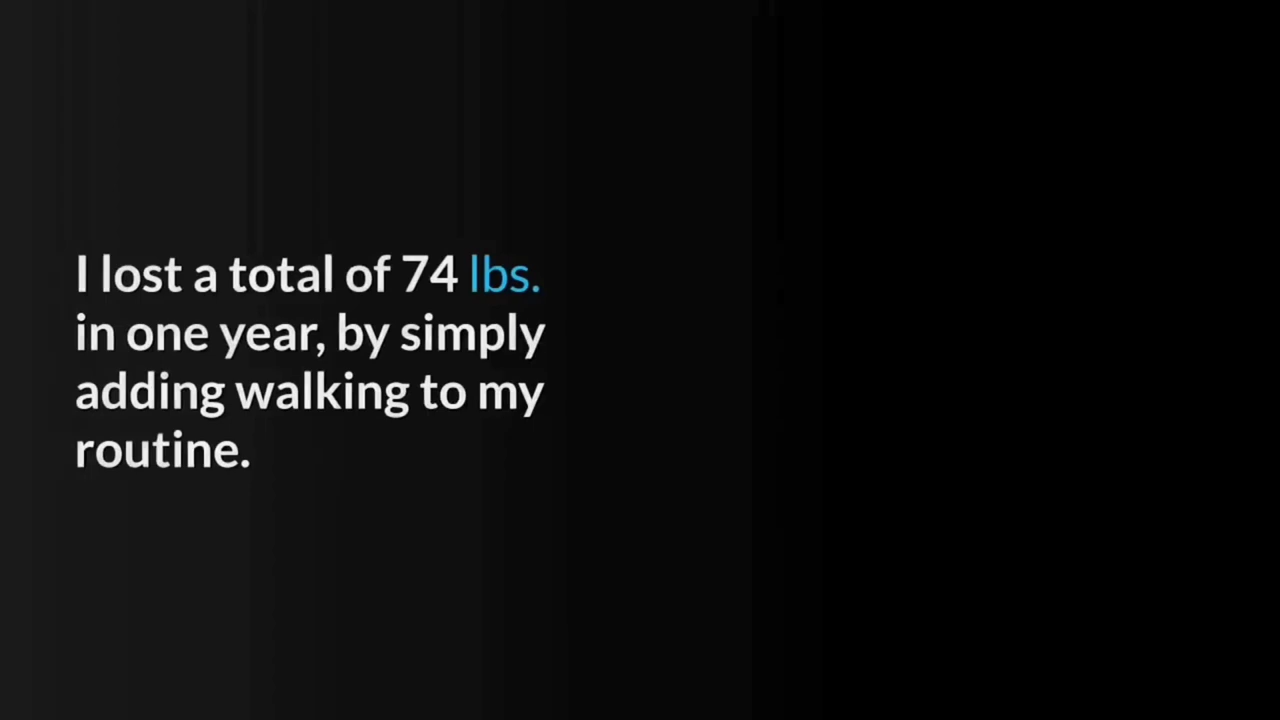 I lost a total of 74 lbs.
in one year, by simply
adding walking to my
routine.